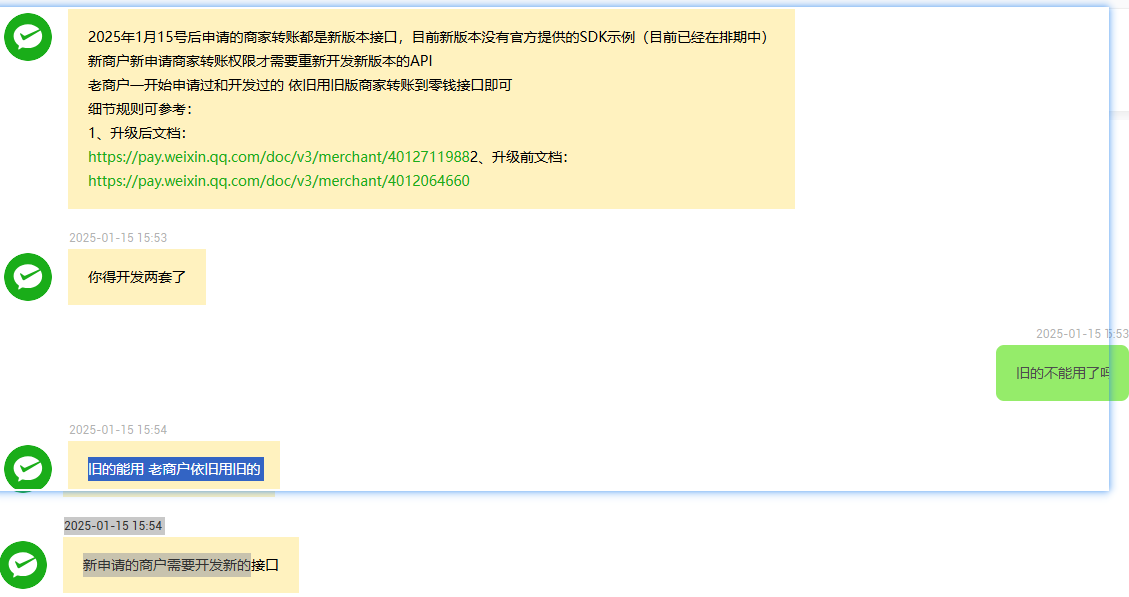 2025年1月15号后申请的商家转账都是新版本接口，目前新版本没有官方提供的SDK示例（目前已经在排期中）
新商户新申请商家转账权限才需要重新开发新版本的API
老商户一开始申请过和开发过的 依旧用旧版商家转账到零钱接口即可
细节规则可参考：
1、升级后文档：
https://pay.weixin.qq.com/doc/v3/merchant/40127119882、升级前文档：
https://pay.weixin.qq.com/doc/v3/merchant/4012064660
2025-01-15 15:53
你得开发两套了
2025-01-15 15:53
旧的不能用了吗
2025-01-15 15:54
旧的能用 老商户依旧用旧的
2025-01-15 15:54
新申请的商户需要开发新的接口